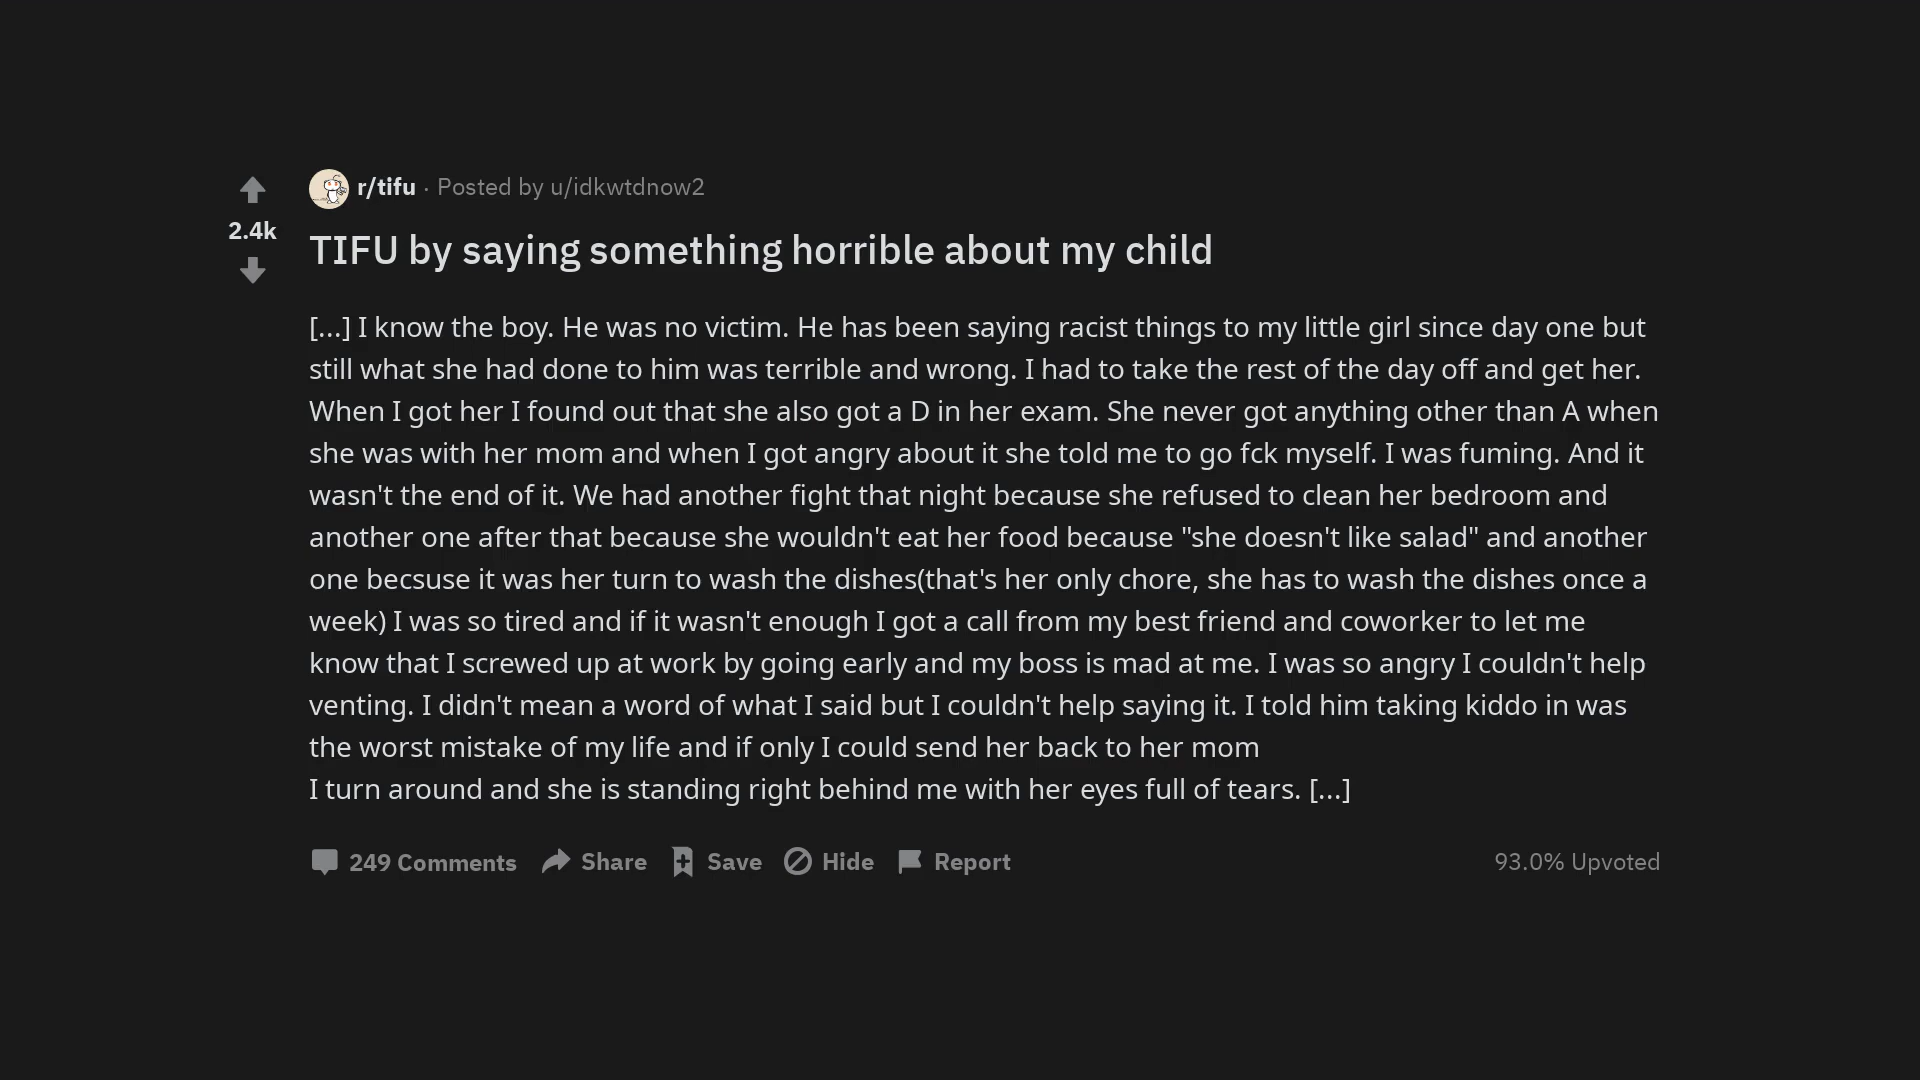 r/tifu · Posted by u/idkwtdnow2
2.4k
TIFU by saying something horrible about my child
[...] I know the boy. He was no victim. He has been saying racist things to my little girl since day one but
still what she had done to him was terrible and wrong. I had to take the rest of the day off and get her.
When I got her I found out that she also got a D in her exam. She never got anything other than A when
she was with her mom and when I got angry about it she told me to go fck myself. I was fuming. And it
wasn't the end of it. We had another fight that night because she refused to clean her bedroom and
another one after that because she wouldn't eat her food because "she doesn't like salad" and another
one becsuse it was her turn to wash the dishes(that's her only chore, she has to wash the dishes once a
week) I was so tired and if it wasn't enough I got a call from my best friend and coworker to let me
know that I screwed up at work by going early and my boss is mad at me. I was so angry I couldn't help
venting. I didn't mean a word of what I said but I couldn't help saying it. I told him taking kiddo in was
the worst mistake of my life and if only I could send her back to her mom
I turn around and she is standing right behind me with her eyes full of tears. [...]
249 Comments Share Save Hide Report 93.0% Upvoted